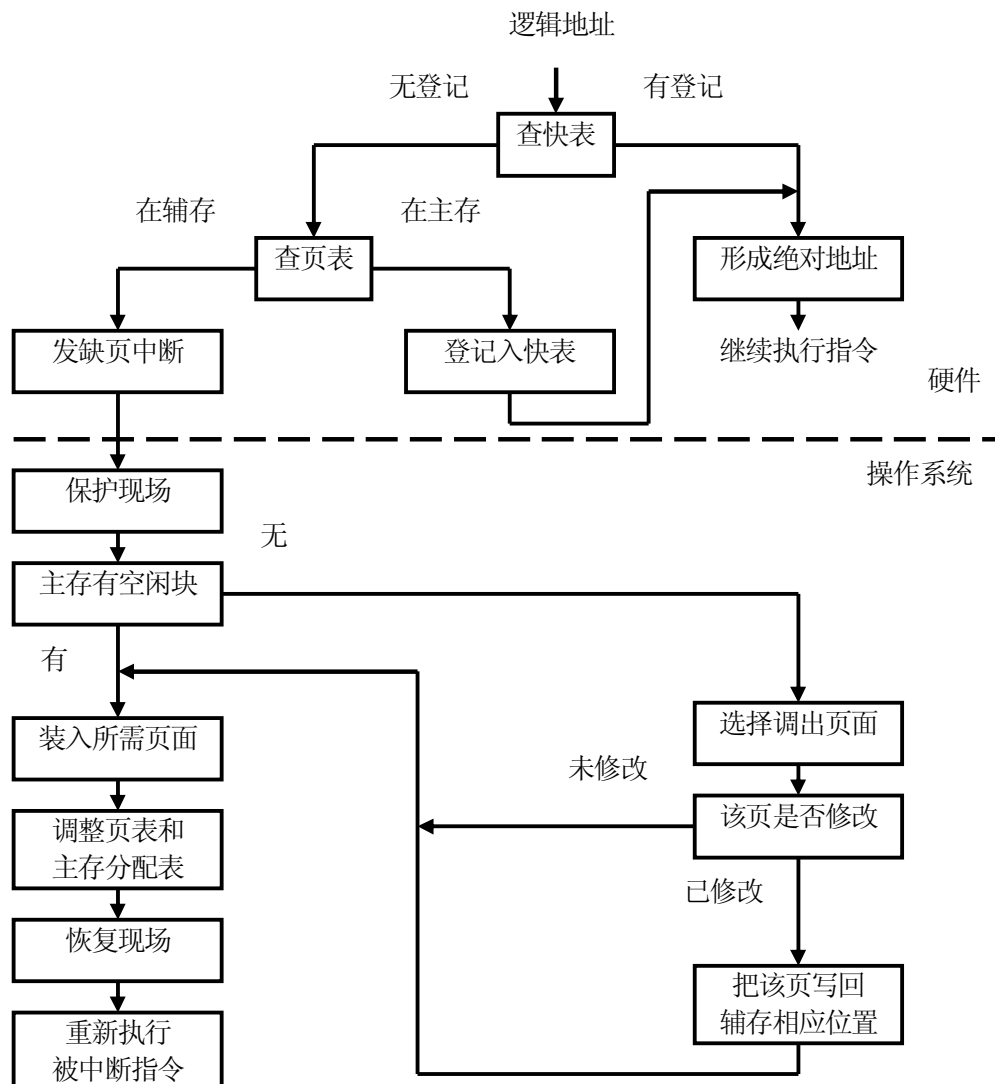 逻辑地址
无登记
有登记
查快表
在辅存
在主存
查页表
形成绝对地址
发缺页中断
登记入快表
继续执行指令
硬件
操作系统
保护现场
无
主存有空闲块
有
装入所需页面
选择调出页面
未修改
该页是否修改
调整页表和
主存分配表
已修改
恢复现场
把该页写回
辅存相应位置
重新执行
被中断指令